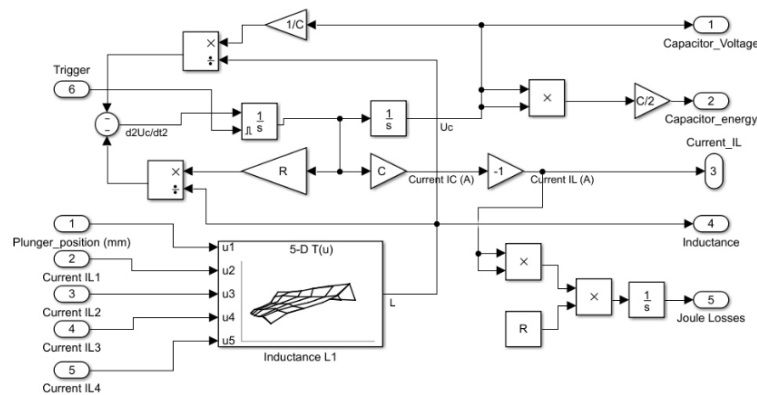 1/C
1
Capacitor_Voltage
×
÷
Trigger
6
1
s
1
s
×
C/2
2
Capacitor_energy
−
−
d2Uc/dt2
Uc
Current_IL
×
÷
R
C
Current IC (A)
-1
Current IL (A)
3
1
Plunger_position (mm)
4
Inductance
2
Current IL1
3
Current IL2
4
Current IL3
5
Current IL4
u1
u2
u3
u4
u5
5-D T(u)
Inductance L1
L
×
×
R
1
s
5
Joule Losses